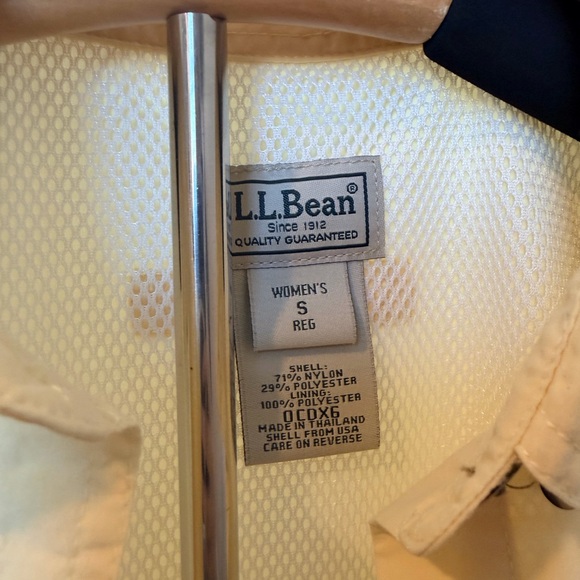 L.L.Bean®
Since 1912
QUALITY GUARANTEED
WOMEN'S
S
REG
SHELL:
71% NYLON
29% POLYESTER
LINING:
100% POLYESTER
0CDX6
MADE IN THAILAND
SHELL FROM USA
CARE ON REVERSE